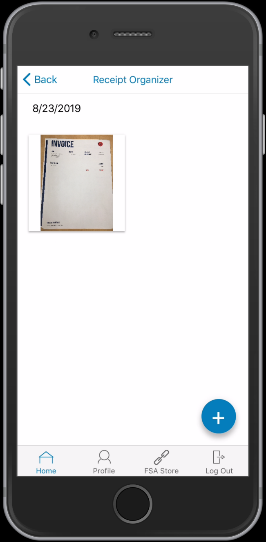 Back
Receipt Organizer
8/23/2019
INVOICE
+
Home
Profile
FSA Store
Log Out